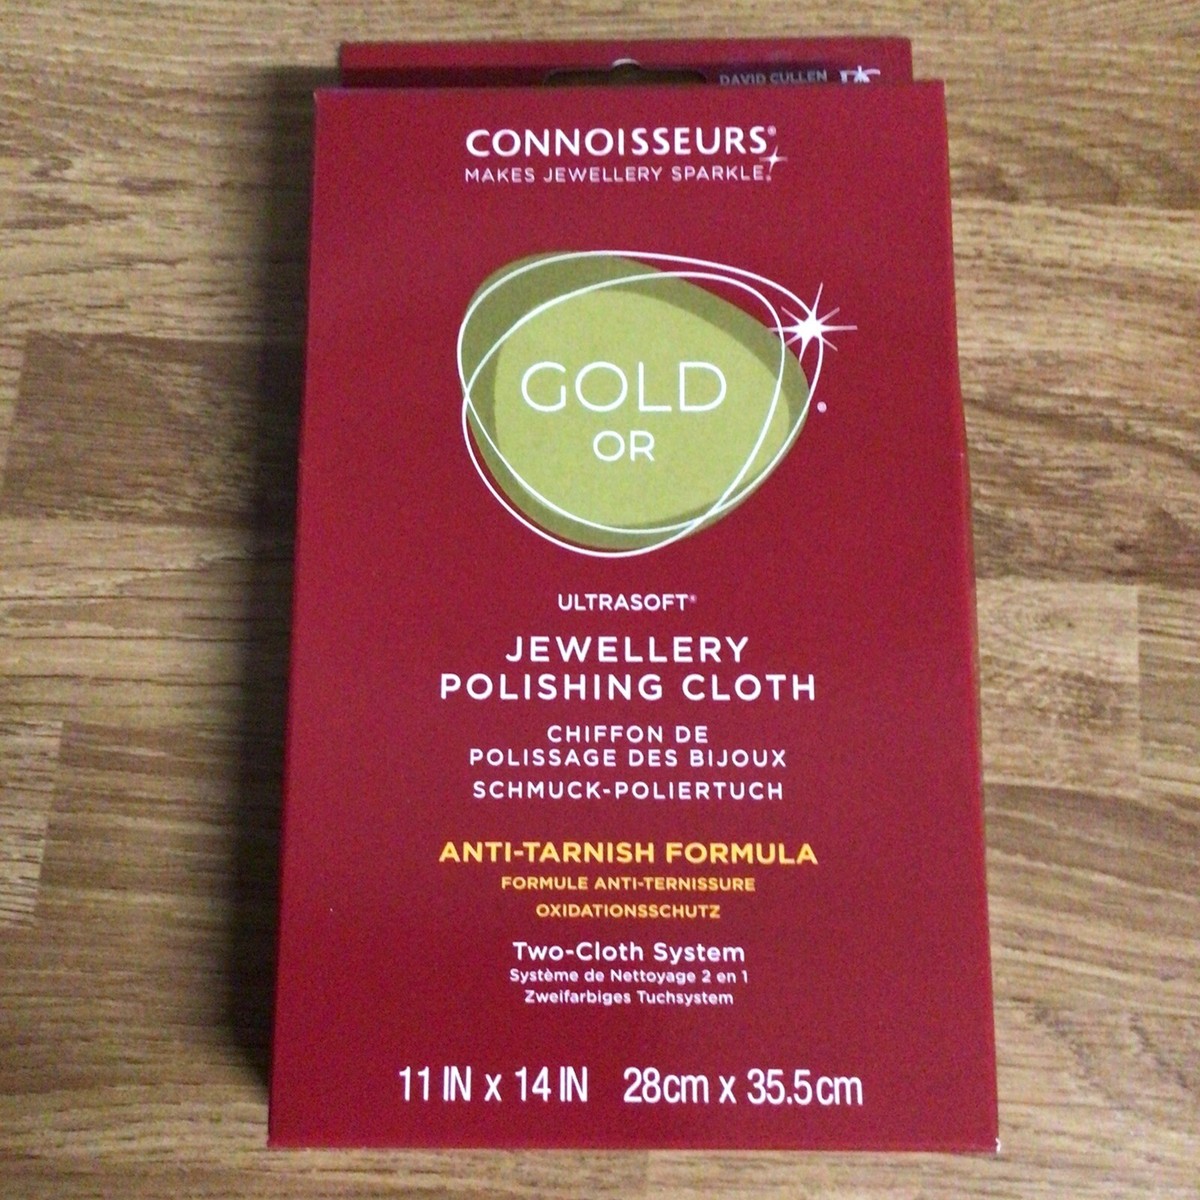 DAVID CULLEN
CONNOISSEURS®
MAKES JEWELLERY SPARKLE.®
GOLD
OR
ULTRASOFT®
JEWELLERY
POLISHING CLOTH
CHIFFON DE
POLISSAGE DES BIJOUX
SCHMUCK-POLIERTUCH
ANTI-TARNISH FORMULA
FORMULE ANTI-TERNISSURE
OXIDATIONSSCHUTZ
Two-Cloth System
Système de Nettoyage 2 en 1
Zweifarbiges Tuchsystem
11 IN x 14 IN 28cm x 35.5cm